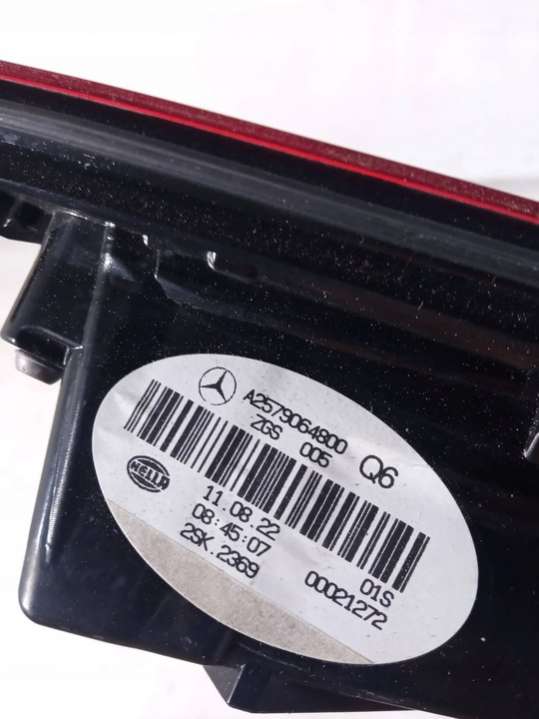 A2579064800
ZGS 005 Q6
HELLA
11.08.22
08:45:07 01S
2SK.2369 00021272